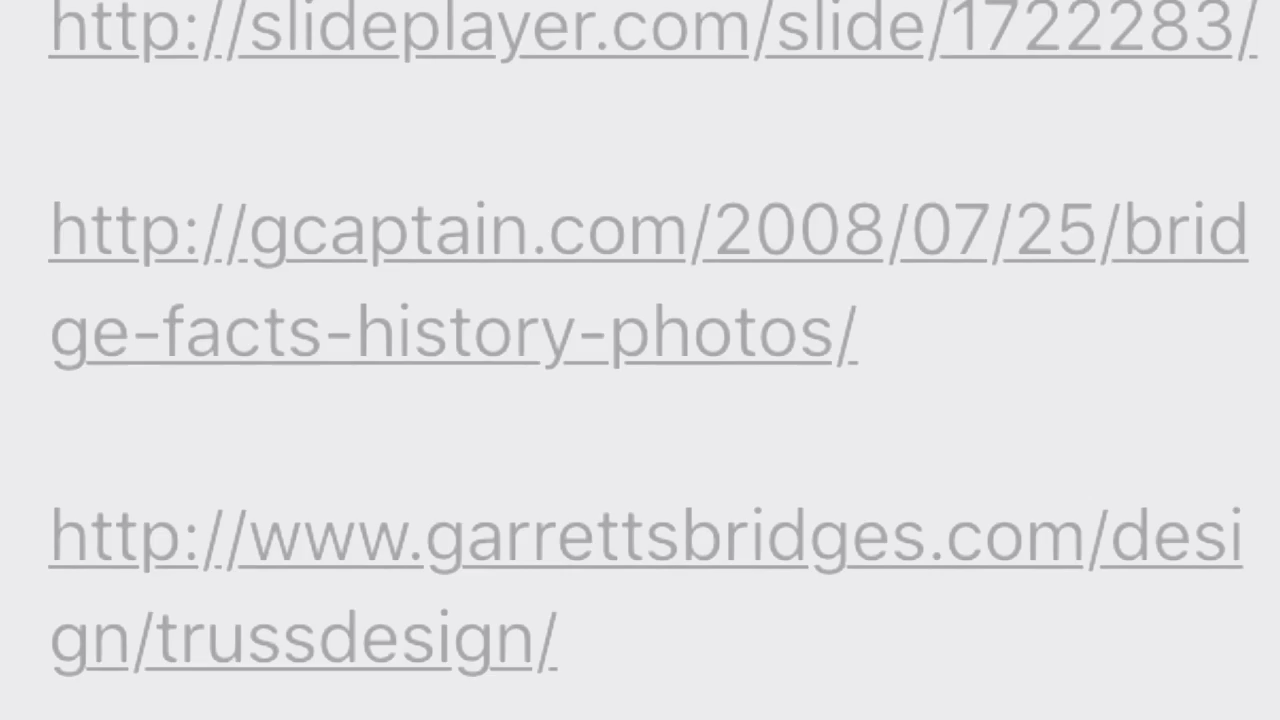 http://slideplayer.com/slide/1722283/
http://gcaptain.com/2008/07/25/brid
ge-facts-history-photos/
http://www.garrettsbridges.com/desi
gn/trussdesign/